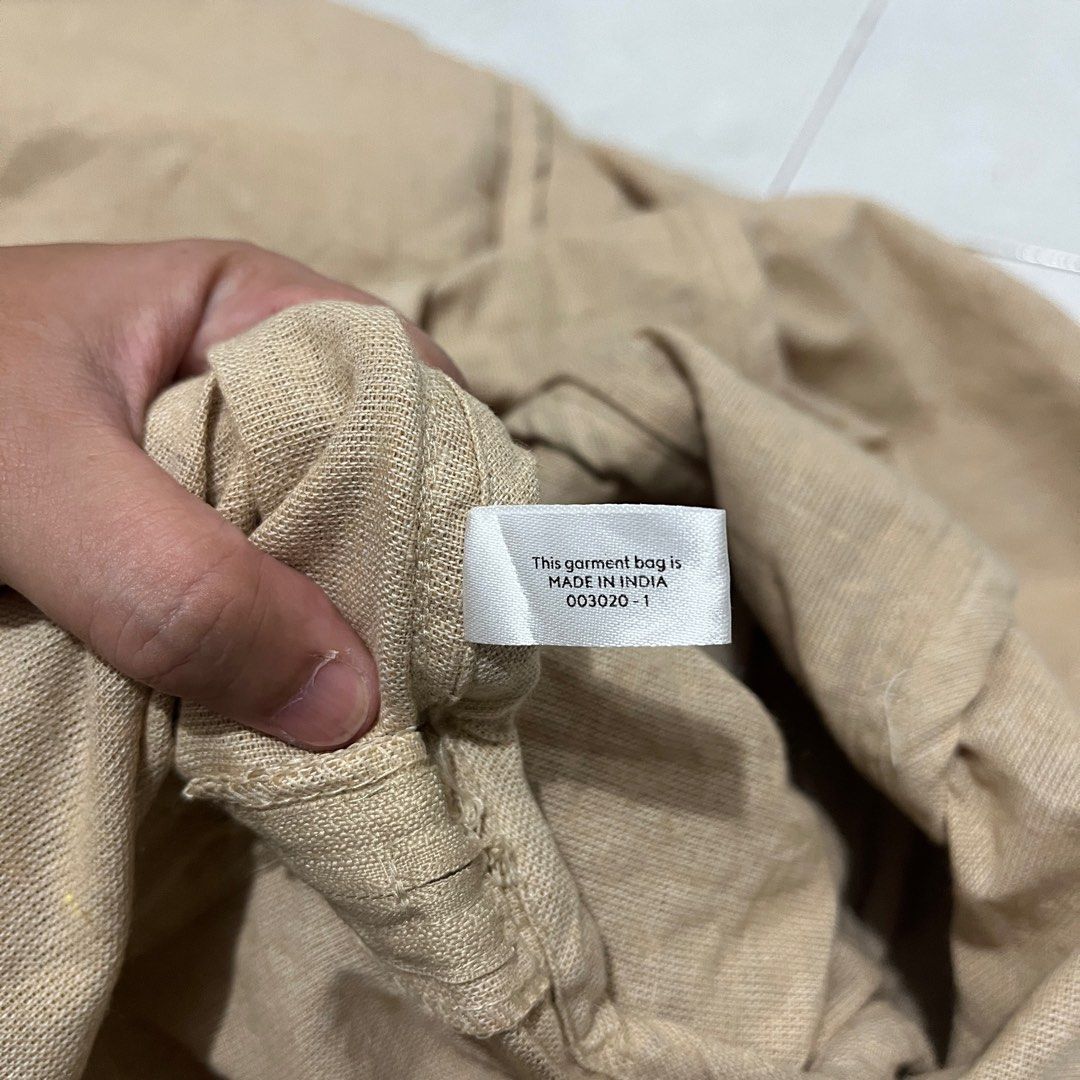 This garment bag is
MADE IN INDIA
003020 - 1